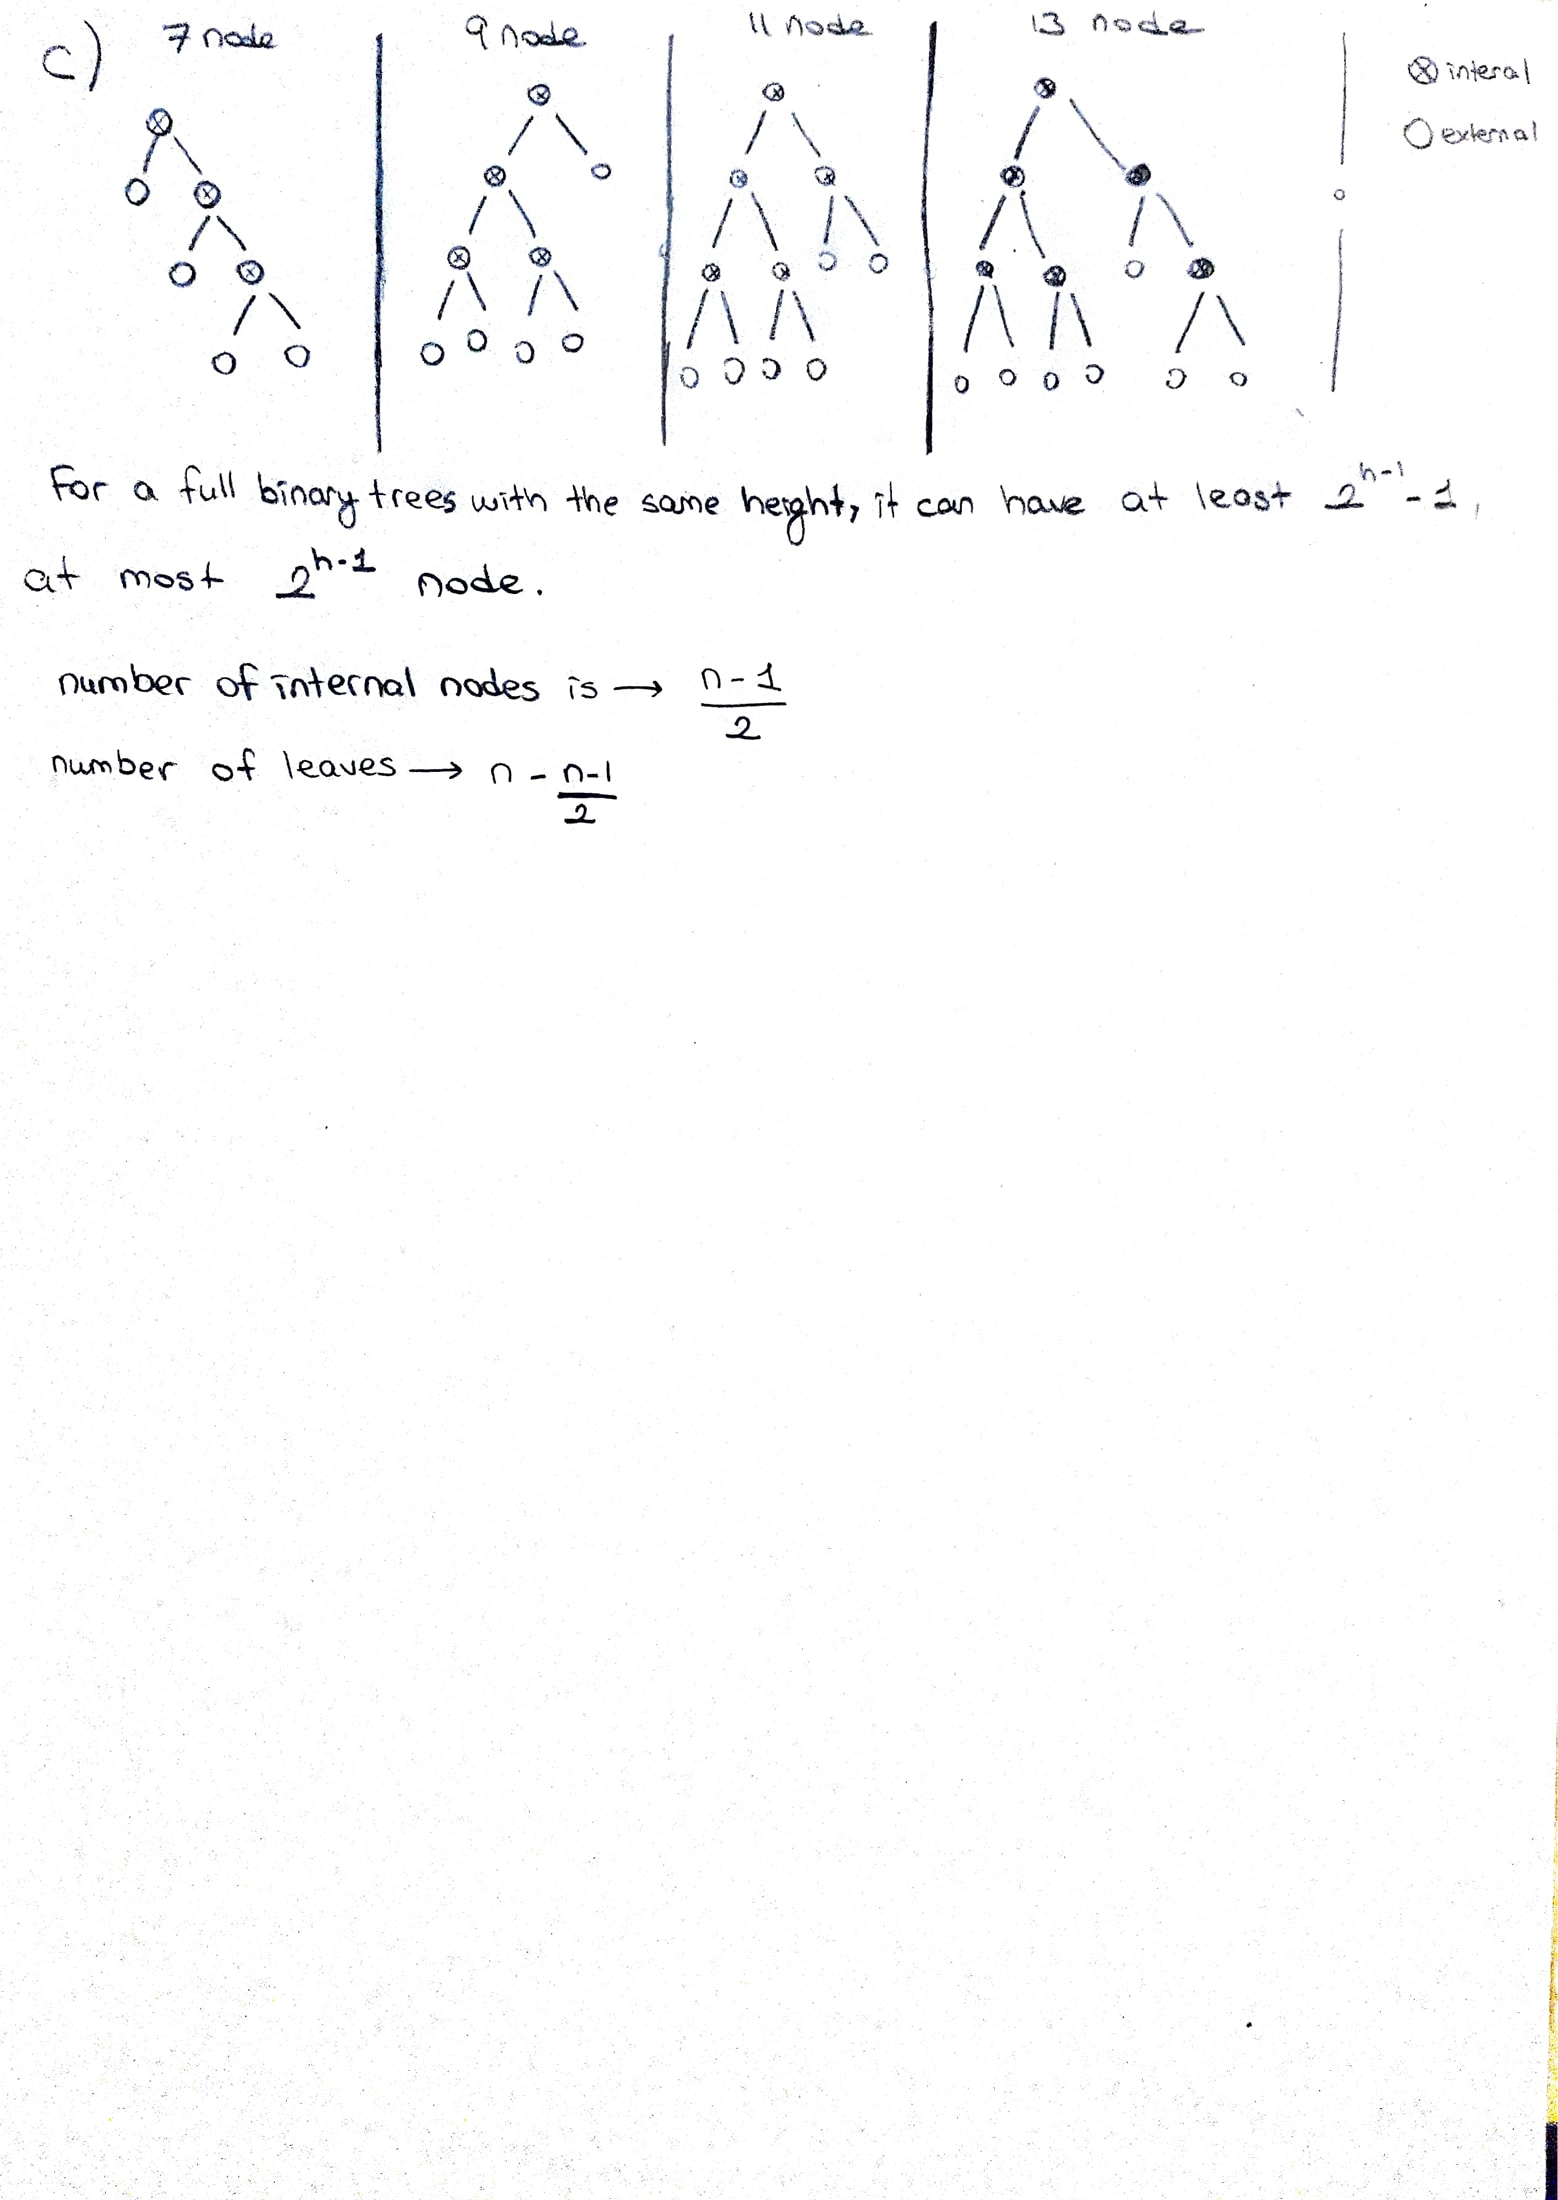 c) 7 node 9 node 11 node 13 node
⊗ interal
○ external
For a full binary trees with the same height, it can have at least 2^h-1 - 1,
at most 2^h-1 node.
number of internal nodes is → n-1/2
number of leaves → n - n-1/2